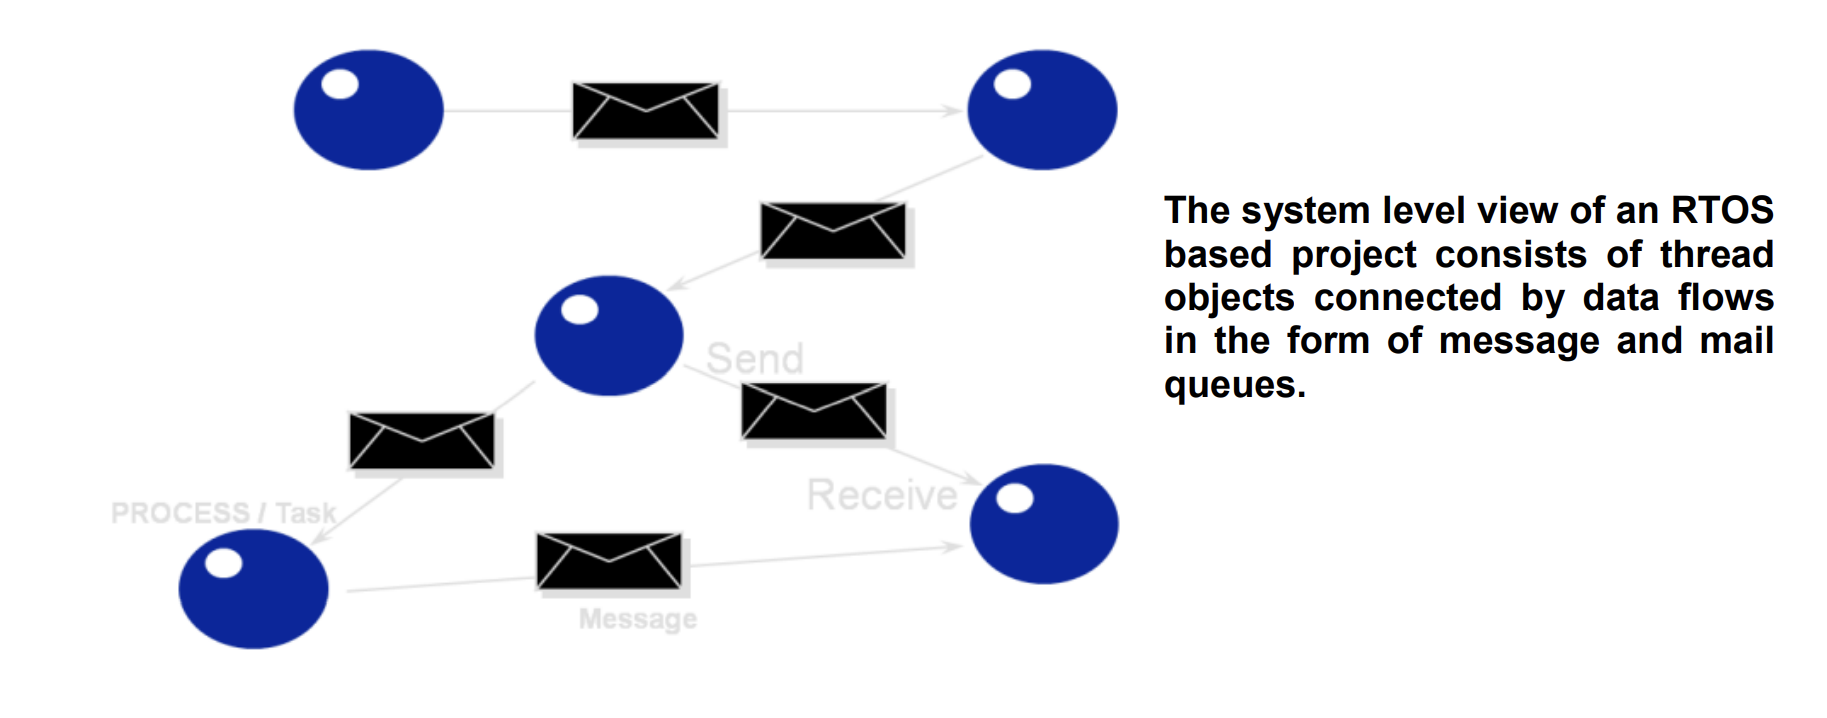 The system level view of an RTOS
based project consists of thread
objects connected by data flows
in the form of message and mail
queues.
Send
Receive
PROCESS / Task
Message